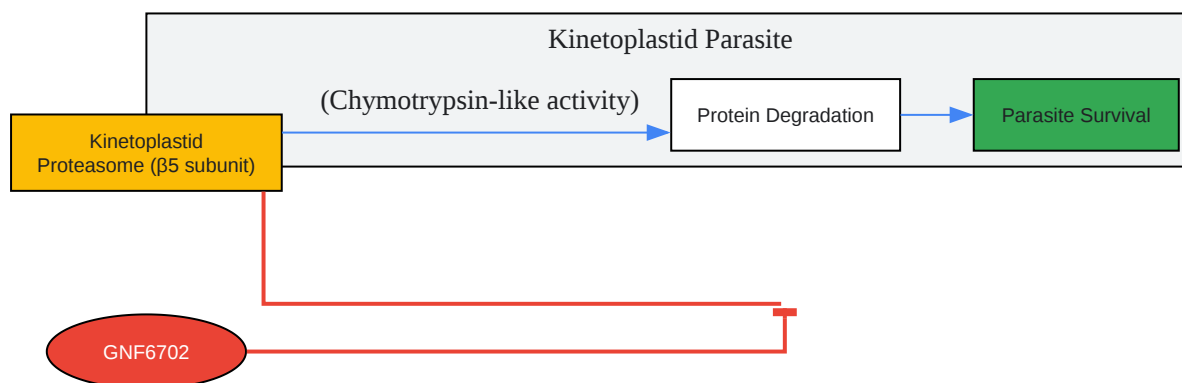 Kinetoplastid Parasite
(Chymotrypsin-like activity)
Protein Degradation
Parasite Survival
Kinetoplastid
Proteasome (β5 subunit)
GNF6702